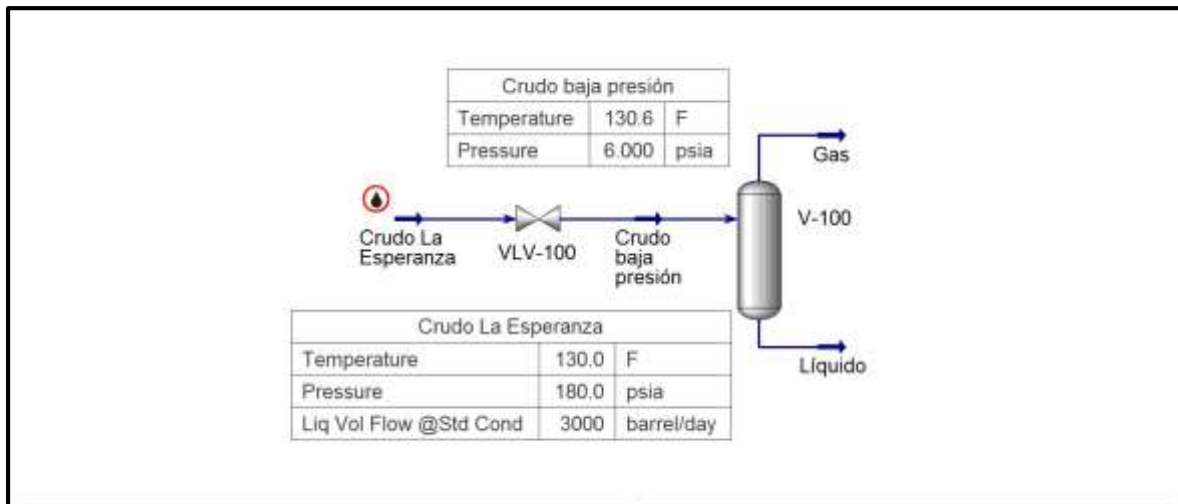 Crudo baja presión
Temperature 130.6 F
Pressure 6.000 psia
Gas
V-100
Crudo La
Esperanza
VLV-100
Crudo
baja
presión
Crudo La Esperanza
Temperature 130.0 F
Pressure 180.0 psia
Liq Vol Flow @Std Cond 3000 barrel/day
Líquido